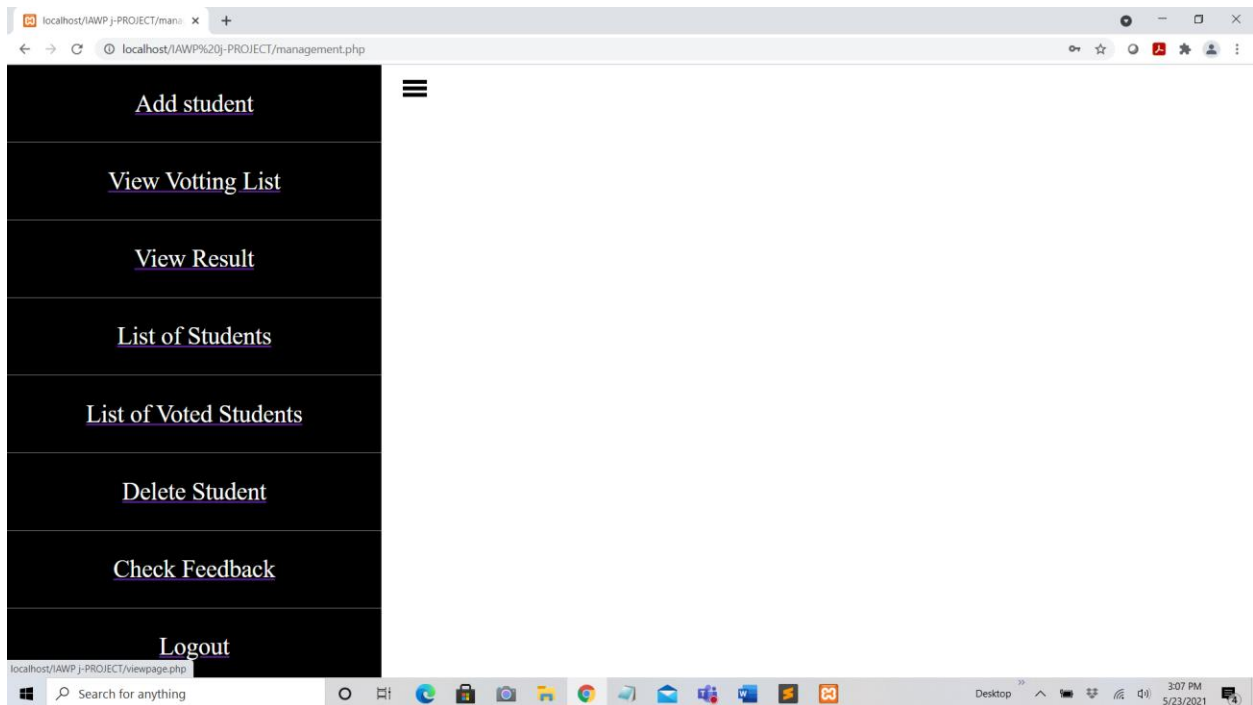 localhost/IAWP j-PROJECT/mana
localhost/IAWP%20j-PROJECT/management.php
Add student
View Votting List
View Result
List of Students
List of Voted Students
Delete Student
Check Feedback
Logout
localhost/IAWP j-PROJECT/viewpage.php
Search for anything
Desktop
3:07 PM
5/23/2021
4